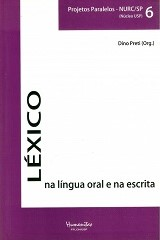 Projetos Paralelos - NURC/SP
(Núcleo USP)
6
Dino Preti (Org.)
LÉXICO
na língua oral e na escrita
Humanitas